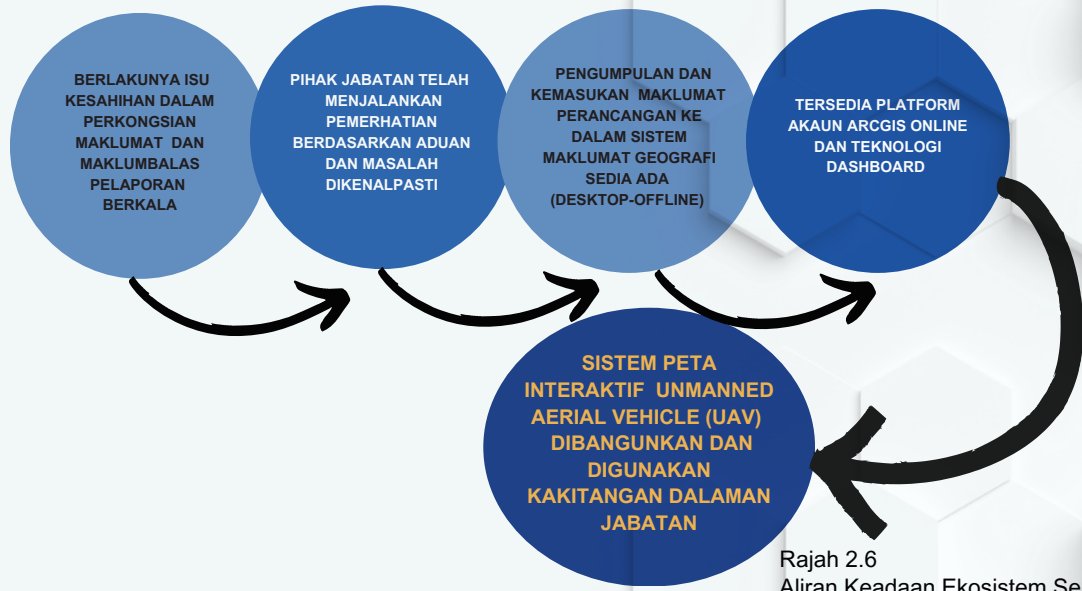 BERLAKUNYA ISU
KESAHIHAN DALAM
PERKONGSIAN
MAKLUMAT DAN
MAKLUMBALAS
PELAPORAN
BERKALA
PIHAK JABATAN TELAH
MENJALANKAN
PEMERHATIAN
BERDASARKAN ADUAN
DAN MASALAH
DIKENALPASTI
PENGUMPULAN DAN
KEMASUKAN MAKLUMAT
PERANCANGAN KE
DALAM SISTEM
MAKLUMAT GEOGRAFI
SEDIA ADA
(DESKTOP-OFFLINE)
TERSEDIA PLATFORM
AKAUN ARCGIS ONLINE
DAN TEKNOLOGI
DASHBOARD
SISTEM PETA
INTERAKTIF UNMANNED
AERIAL VEHICLE (UAV)
DIBANGUNKAN DAN
DIGUNAKAN
KAKITANGAN DALAMAN
JABATAN
Rajah 2.6
Aliran Keadaan Ekosistem